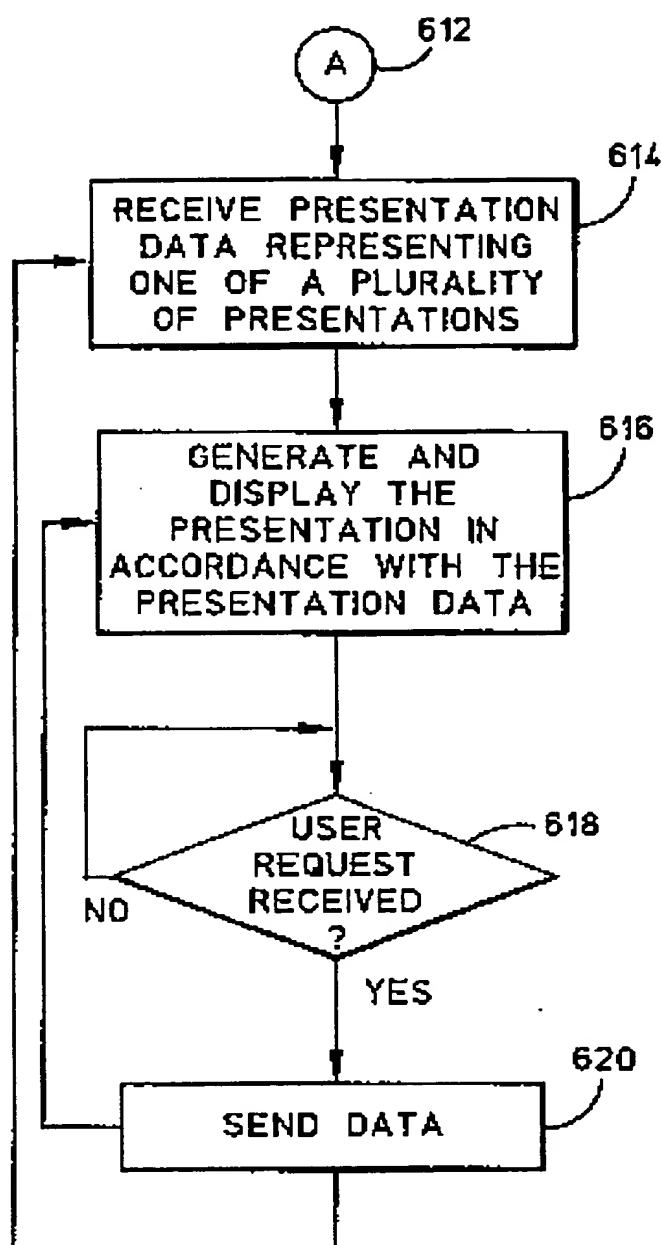 612
A
614
RECEIVE PRESENTATION
DATA REPRESENTING
ONE OF A PLURALITY
OF PRESENTATIONS
616
GENERATE AND
DISPLAY THE
PRESENTATION IN
ACCORDANCE WITH THE
PRESENTATION DATA
618
USER
REQUEST
RECEIVED
?
NO
YES
620
SEND DATA